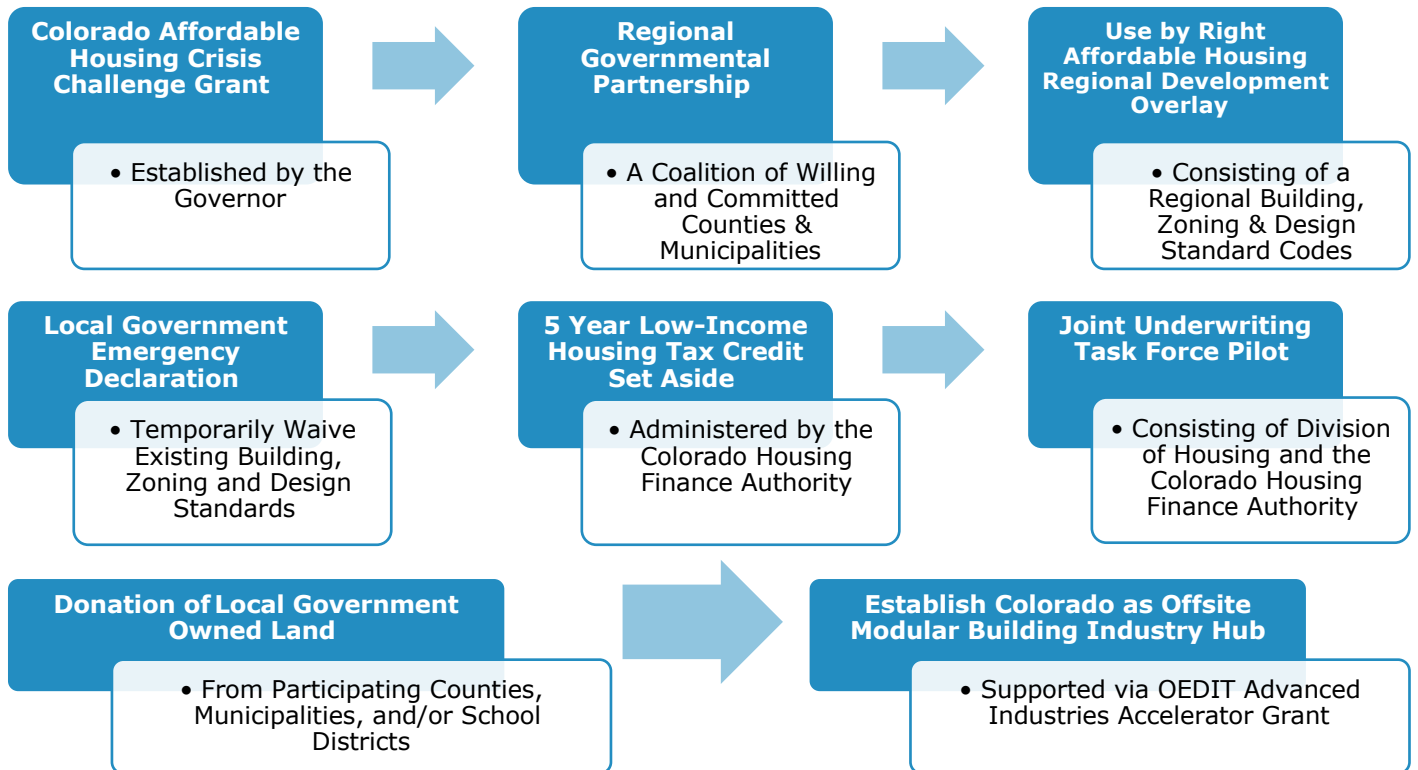 Colorado Affordable
Housing Crisis
Challenge Grant
• Established by the
Governor
Regional
Governmental
Partnership
• A Coalition of Willing
and Committed
Counties &
Municipalities
Use by Right
Affordable Housing
Regional Development
Overlay
• Consisting of a
Regional Building,
Zoning & Design
Standard Codes
Local Government
Emergency
Declaration
• Temporarily Waive
Existing Building,
Zoning and Design
Standards
5 Year Low-Income
Housing Tax Credit
Set Aside
• Administered by the
Colorado Housing
Finance Authority
Joint Underwriting
Task Force Pilot
• Consisting of Division
of Housing and the
Colorado Housing
Finance Authority
Donation of Local Government
Owned Land
• From Participating Counties,
Municipalities, and/or School
Districts
Establish Colorado as Offsite
Modular Building Industry Hub
• Supported via OEDIT Advanced
Industries Accelerator Grant